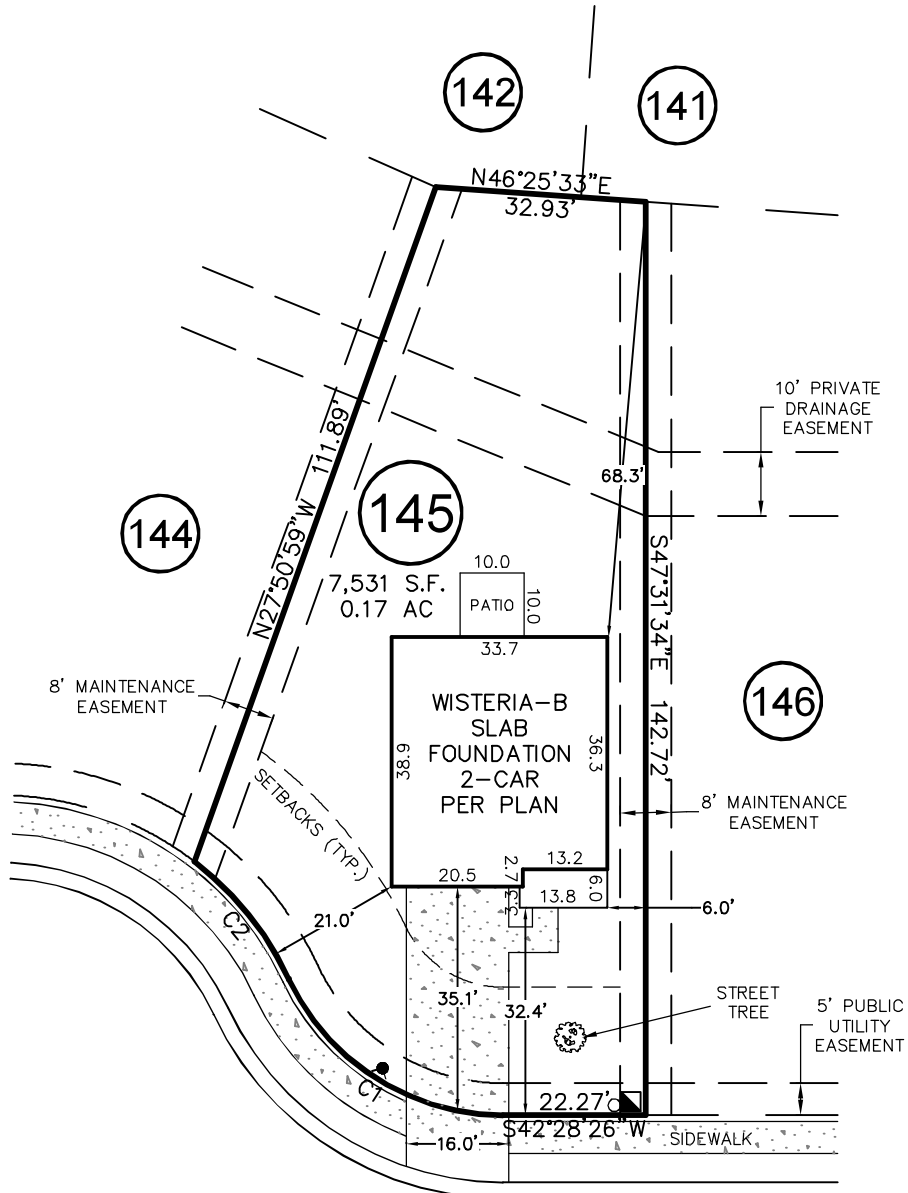 142
141
N46°25'33"E
32.93'
10' PRIVATE
DRAINAGE
EASEMENT
68.3'
N27°50'59"W 111.89'
145
7,531 S.F.
0.17 AC
144
10.0
PATIO
10.0
33.7
S47°31'34"E 142.72'
8' MAINTENANCE
EASEMENT
WISTERIA-B
SLAB
FOUNDATION
2-CAR
PER PLAN
38.9
36.3
146
SETBACKS (TYP.)
8' MAINTENANCE
EASEMENT
20.5
2.7
13.2
13.8
6.0
3.3
6.0'
21.0'
C2
35.1'
32.4'
STREET
TREE
5' PUBLIC
UTILITY
EASEMENT
C1
22.27'
S42°28'26"W
SIDEWALK
16.0'